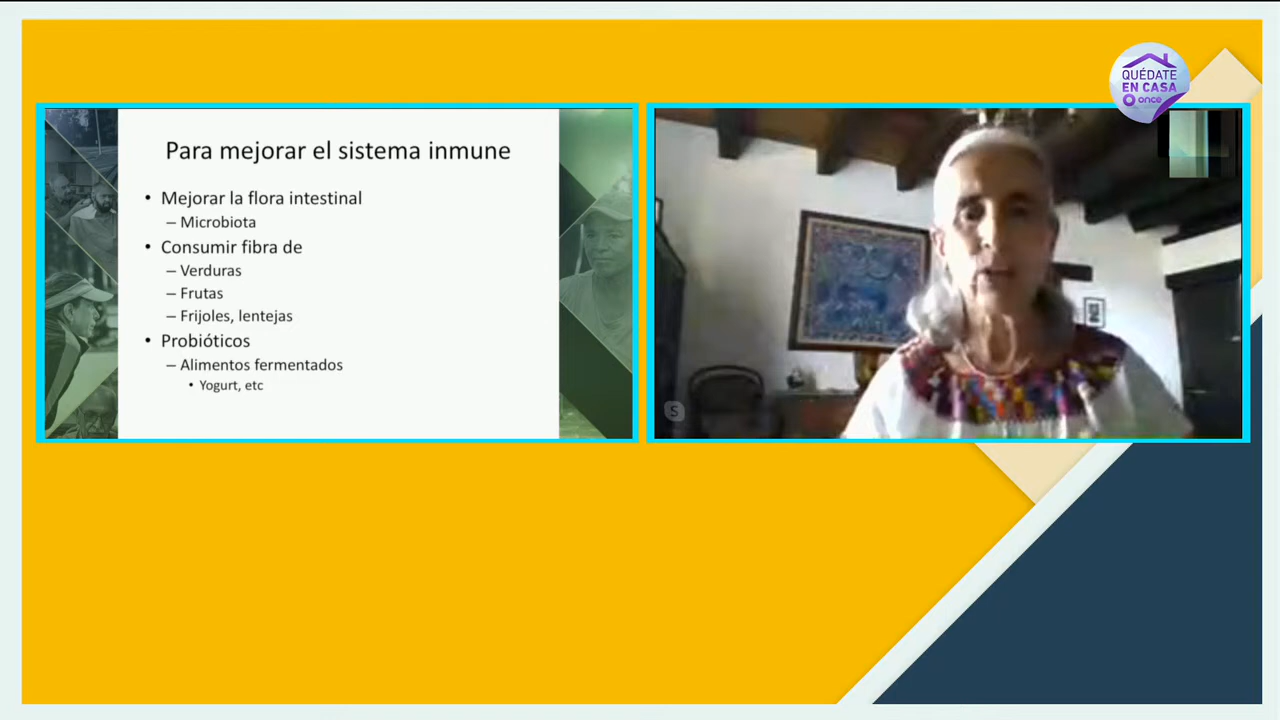 QUÉDATE
EN CASA
once
Para mejorar el sistema inmune
• Mejorar la flora intestinal
– Microbiota
• Consumir fibra de
– Verduras
– Frutas
– Frijoles, lentejas
• Probióticos
– Alimentos fermentados
• Yogurt, etc
S